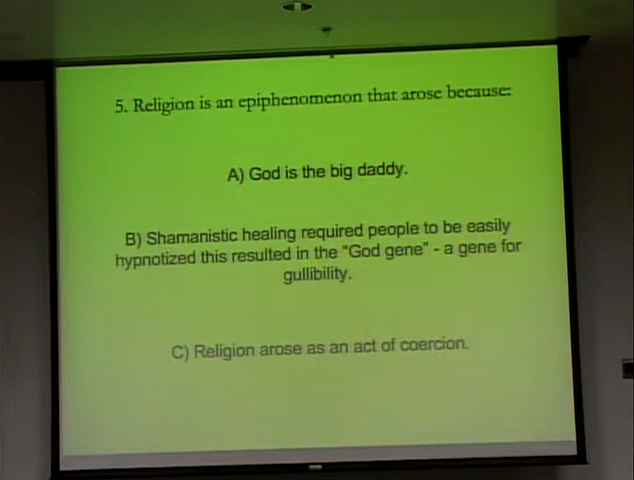 5. Religion is an epiphenomenon that arose because:
A) God is the big daddy.
B) Shamanistic healing required people to be easily
hypnotized this resulted in the "God gene" - a gene for
gullibility.
C) Religion arose as an act of coercion.